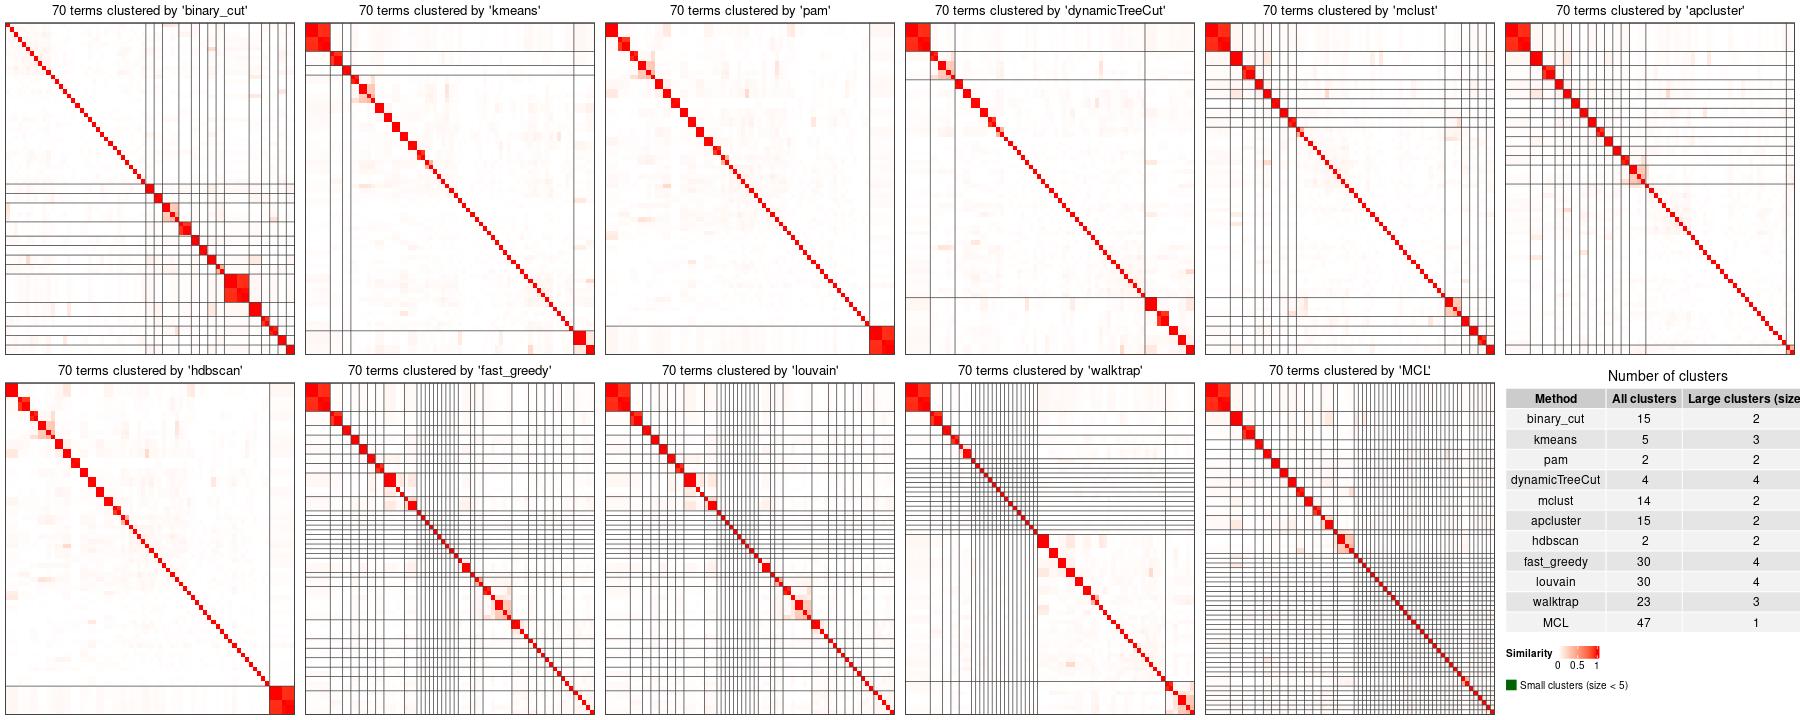 70 terms clustered by 'binary_cut'
70 terms clustered by 'kmeans'
70 terms clustered by 'pam'
70 terms clustered by 'dynamicTreeCut'
70 terms clustered by 'mclust'
70 terms clustered by 'apcluster'
70 terms clustered by 'hdbscan'
70 terms clustered by 'fast_greedy'
70 terms clustered by 'louvain'
70 terms clustered by 'walktrap'
70 terms clustered by 'MCL'
Number of clusters
Method All clusters Large clusters (size
binary_cut 15 2
kmeans 5 3
pam 2 2
dynamicTreeCut 4 4
mclust 14 2
apcluster 15 2
hdbscan 2 2
fast_greedy 30 4
louvain 30 4
walktrap 23 3
MCL 47 1
Similarity
0 0.5 1
Small clusters (size < 5)